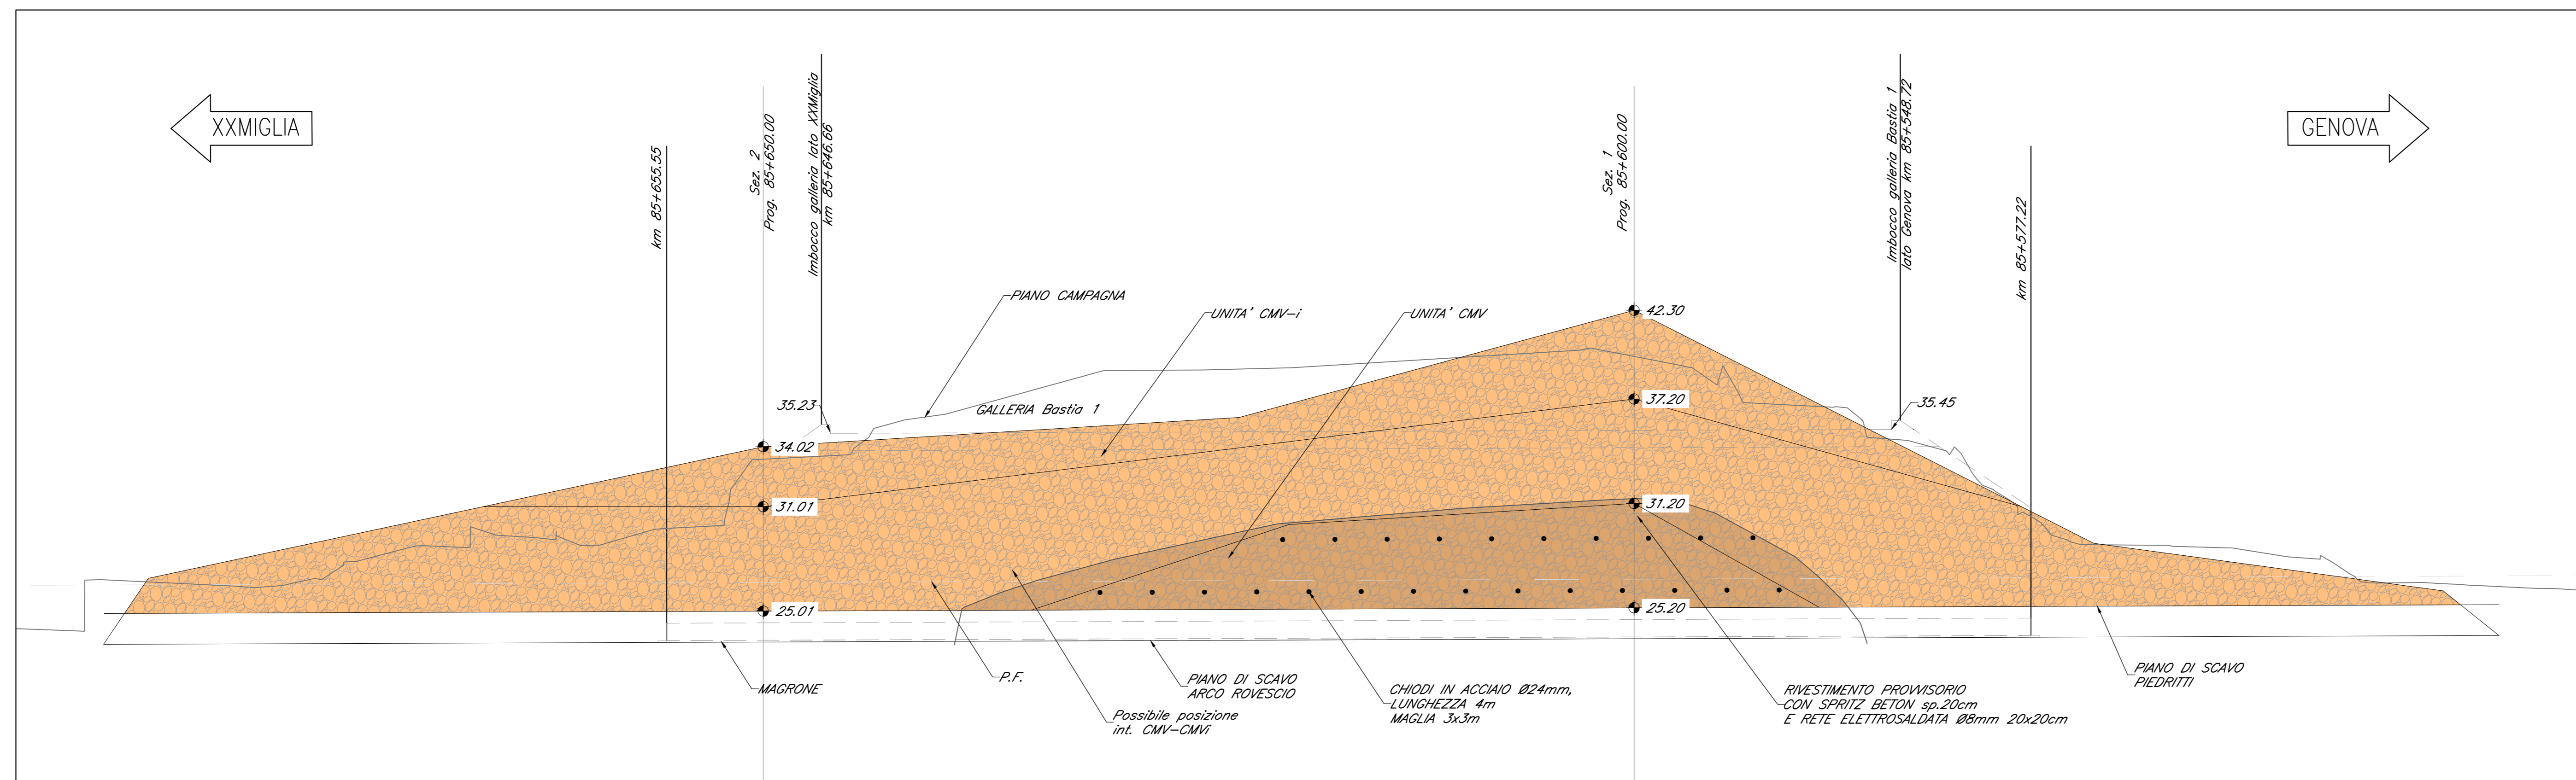 XXMIGLIA
GENOVA
km 85+655.55
Sez. 2
Prog. 85+650.00
Imbocco galleria lato XXMiglia
km 85+646.66
Sez. 1
Prog. 85+600.00
Imbocco galleria Bastia 1
lato Genova km 85+548.72
km 85+577.22
PIANO CAMPAGNA
UNITA' CMV-i
UNITA' CMV
42.30
35.23
GALLERIA Bastia 1
37.20
35.45
34.02
31.01
31.20
25.01
25.20
MAGRONE
P.F.
Possibile posizione
int. CMV-CMVi
PIANO DI SCAVO
ARCO ROVESCIO
CHIODI IN ACCIAIO Ø24mm,
LUNGHEZZA 4m
MAGLIA 3x3m
RIVESTIMENTO PROVVISORIO
CON SPRITZ BETON sp.20cm
E RETE ELETTROSALDATA Ø8mm 20x20cm
PIANO DI SCAVO
PIEDRITTI